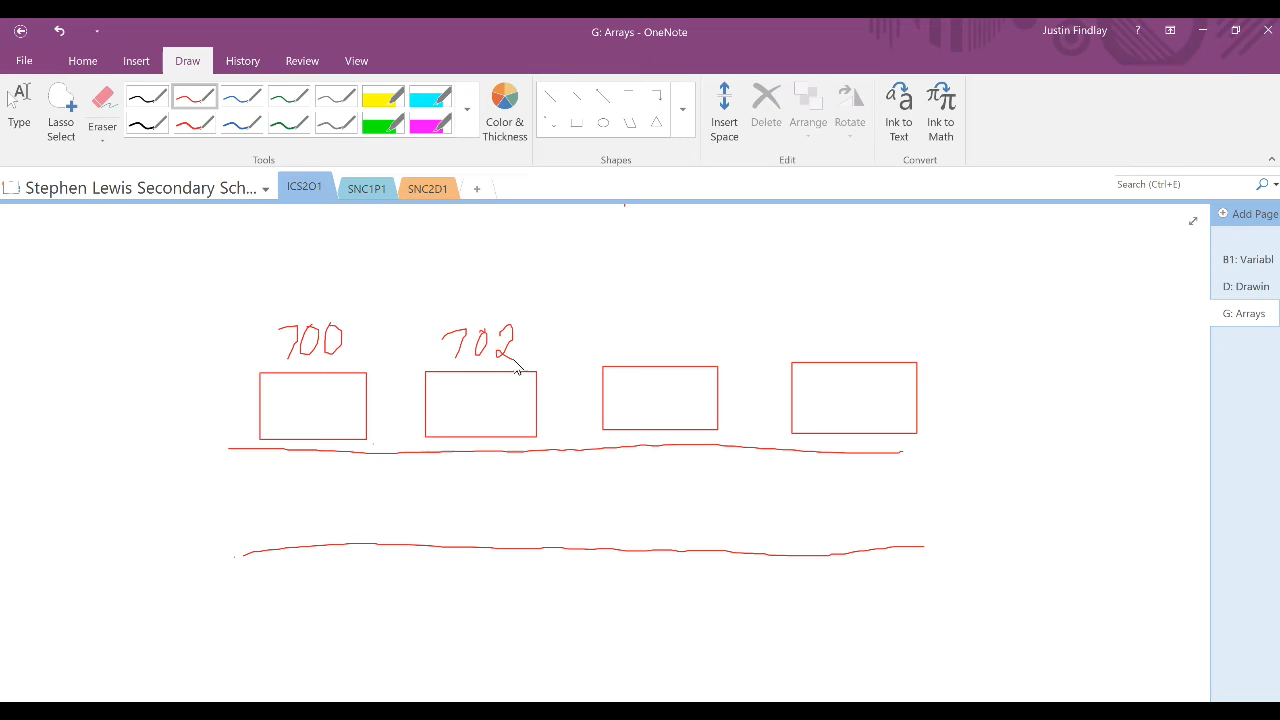 G: Arrays - OneNote
Justin Findlay
?
File Home Insert Draw History Review View
Type
Lasso Select
Eraser
Color & Thickness
Insert Space
Delete
Arrange
Rotate
Ink to Text
Ink to Math
Tools
Shapes
Edit
Convert
Stephen Lewis Secondary Sch...
ICS2O1
SNC1P1
SNC2D1
Search (Ctrl+E)
Add Page
B1: Variabl
D: Drawin
G: Arrays
700 702